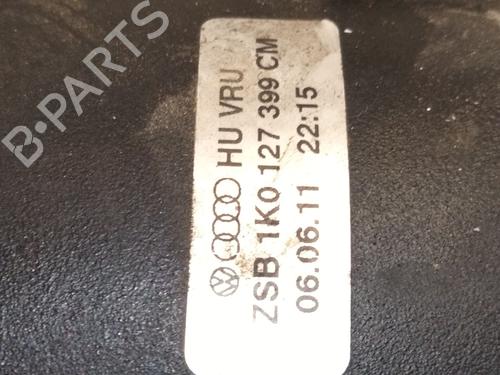 HU VRU
ZSB 1K0 127 399 CM
06.06.11 22:15
B-PARTS